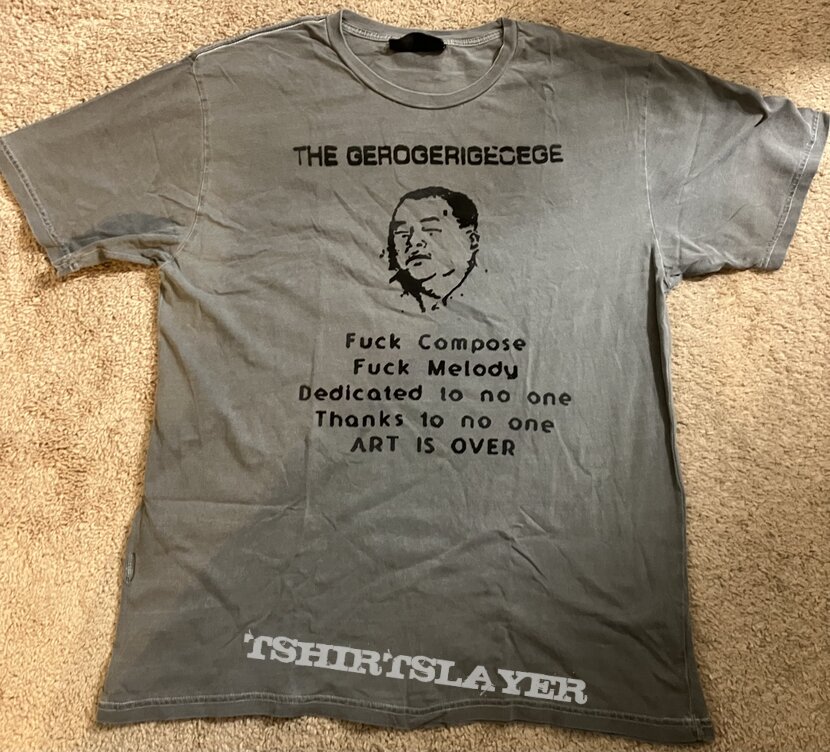 THE GEROGERIGEGEGE
Fuck Compose
Fuck Melody
Dedicated to no one
Thanks to no one
ART IS OVER
TSHIRTSLAYER